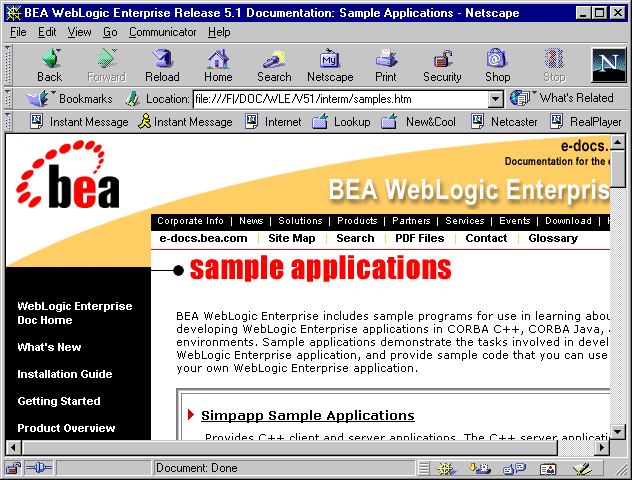 BEA WebLogic Enterprise Release 5.1 Documentation: Sample Applications - Netscape
File Edit View Go Communicator Help
Back Forward Reload Home Search Netscape Print Security Shop Stop
My
N
Bookmarks Location: file:///F|/DOC/WLE/V51/interm/samples.htm What's Related
Instant Message Instant Message Internet Lookup New&Cool Netcaster RealPlayer
bea
e-docs.
Documentation for the e
BEA WebLogic Enterpris
Corporate Info | News | Solutions | Products | Partners | Services | Events | Download |
e-docs.bea.com | Site Map | Search | PDF Files | Contact | Glossary
sample applications
WebLogic Enterprise
Doc Home
What's New
Installation Guide
Getting Started
Product Overview
BEA WebLogic Enterprise includes sample programs for use in learning abou
developing WebLogic Enterprise applications in CORBA C++, CORBA Java,
environments. Sample applications demonstrate the tasks involved in devel
WebLogic Enterprise application, and provide sample code that you can use
your own WebLogic Enterprise application.
Simpapp Sample Applications
Provides C++ client and server applications. The C++ server applicati
Document: Done